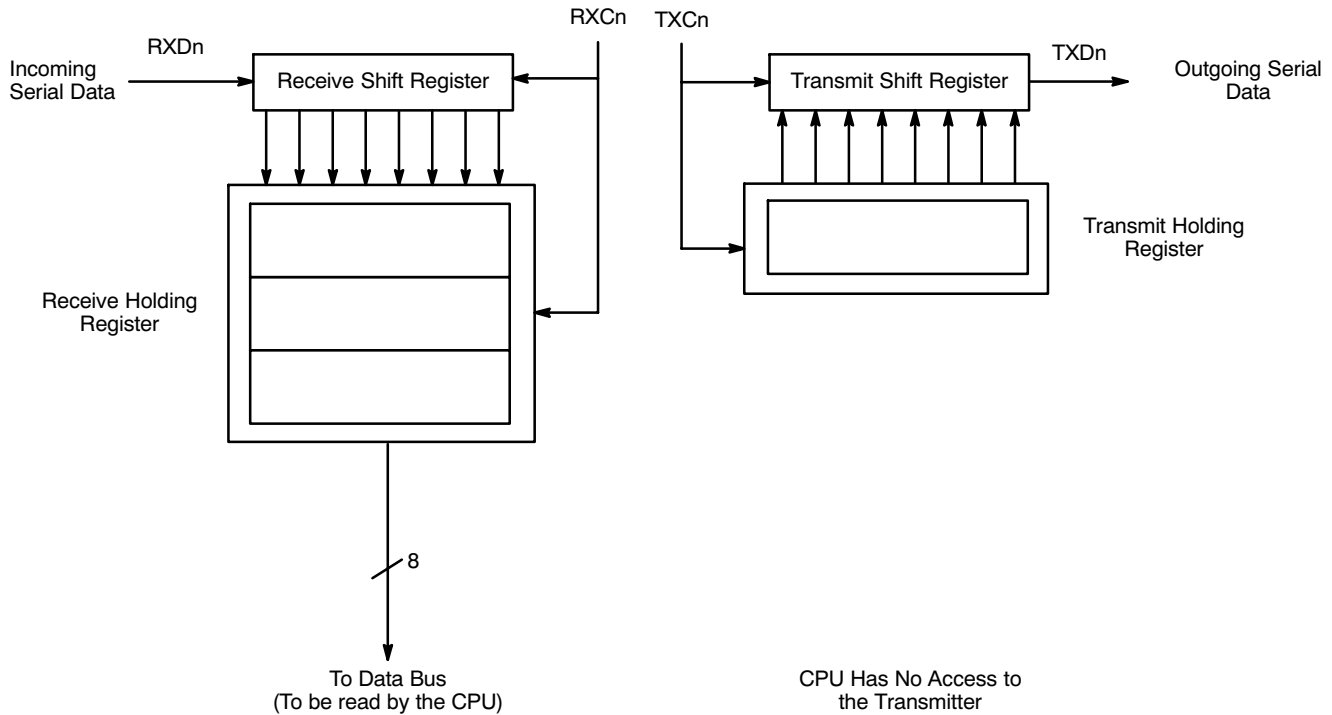 RXCn
TXCn
RXDn
Incoming
Serial Data
Receive Shift Register
Transmit Shift Register
TXDn
Outgoing Serial
Data
Receive Holding
Register
Transmit Holding
Register
8
To Data Bus
(To be read by the CPU)
CPU Has No Access to
the Transmitter